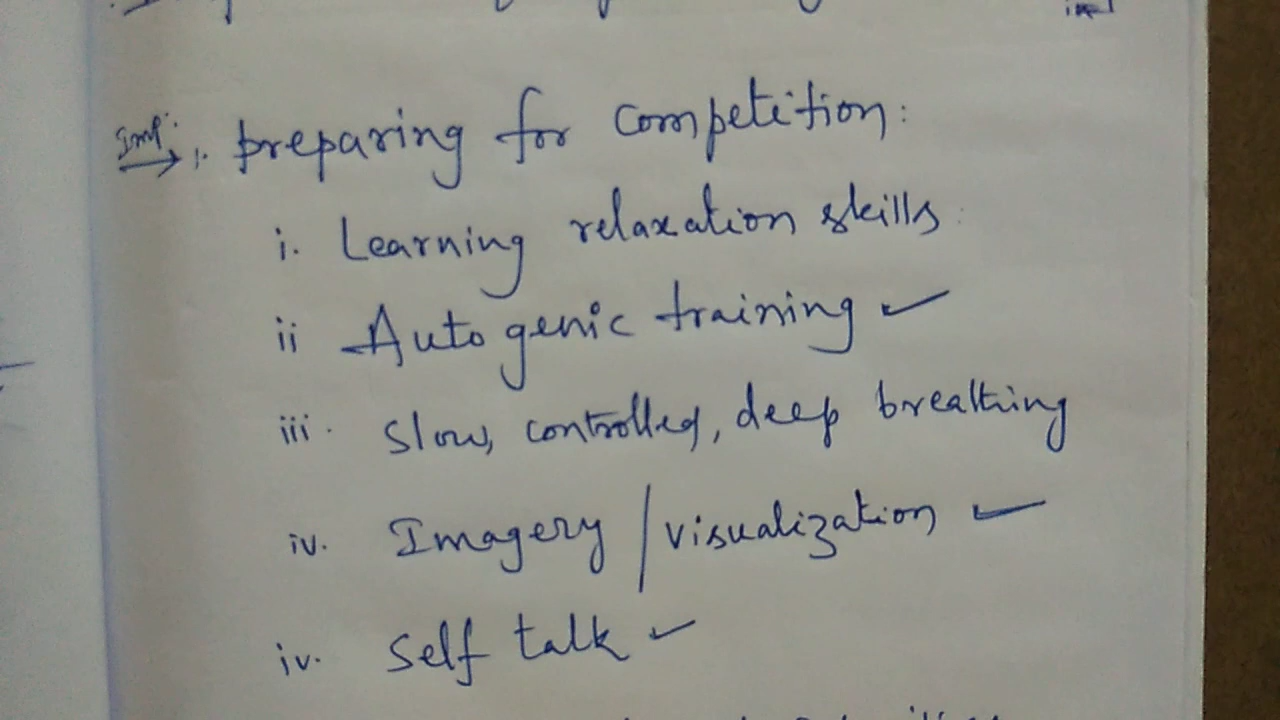 Imp. → 1. preparing for competition:
i. Learning relaxation skills
ii Autogenic training ✓
iii. slow, controlled, deep breathing
iv. Imagery / visualization ✓
iv. Self talk ✓